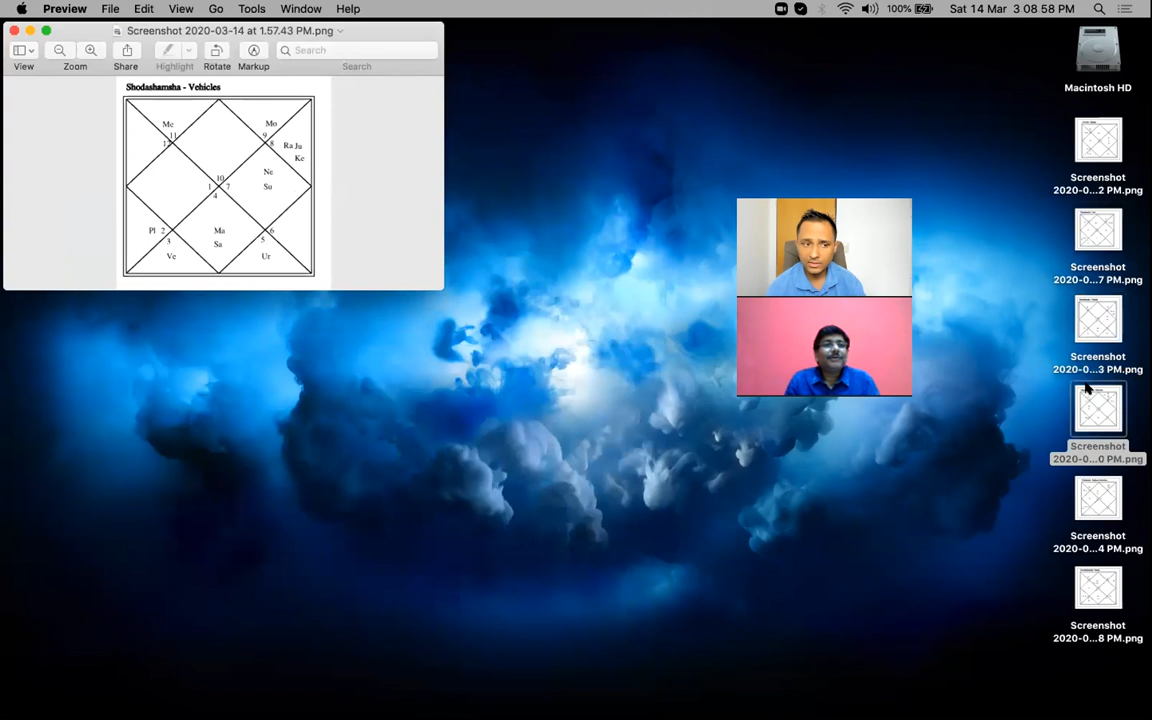 Preview File Edit View Go Tools Window Help 100% Sat 14 Mar 3 08 58 PM
Screenshot 2020-03-14 at 1.57.43 PM.png
Search
View Zoom Share Highlight Rotate Markup Search
Shodashamsha - Vehicles
Me
11
Mo
9
8
Ra Ju
Ke
Ne
Su
10
1 7
4
Pl 2
3
Ve
Ma
Sa
6
5
Ur
Macintosh HD
Screenshot
2020-0...2 PM.png
Screenshot
2020-0...7 PM.png
Screenshot
2020-0...3 PM.png
Screenshot
2020-0...0 PM.png
Screenshot
2020-0...4 PM.png
Screenshot
2020-0...8 PM.png